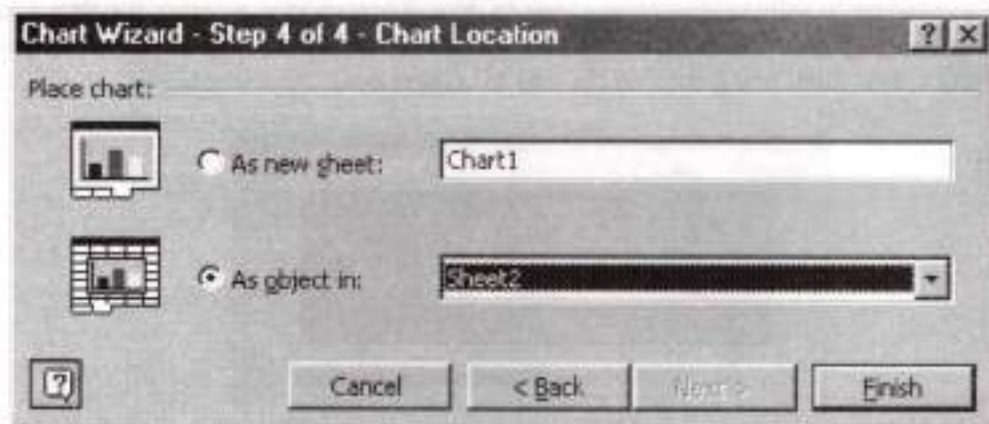 Chart Wizard - Step 4 of 4 - Chart Location
Place chart:
As new sheet: Chart1
As object in: Sheet2
Cancel < Back Next > Finish